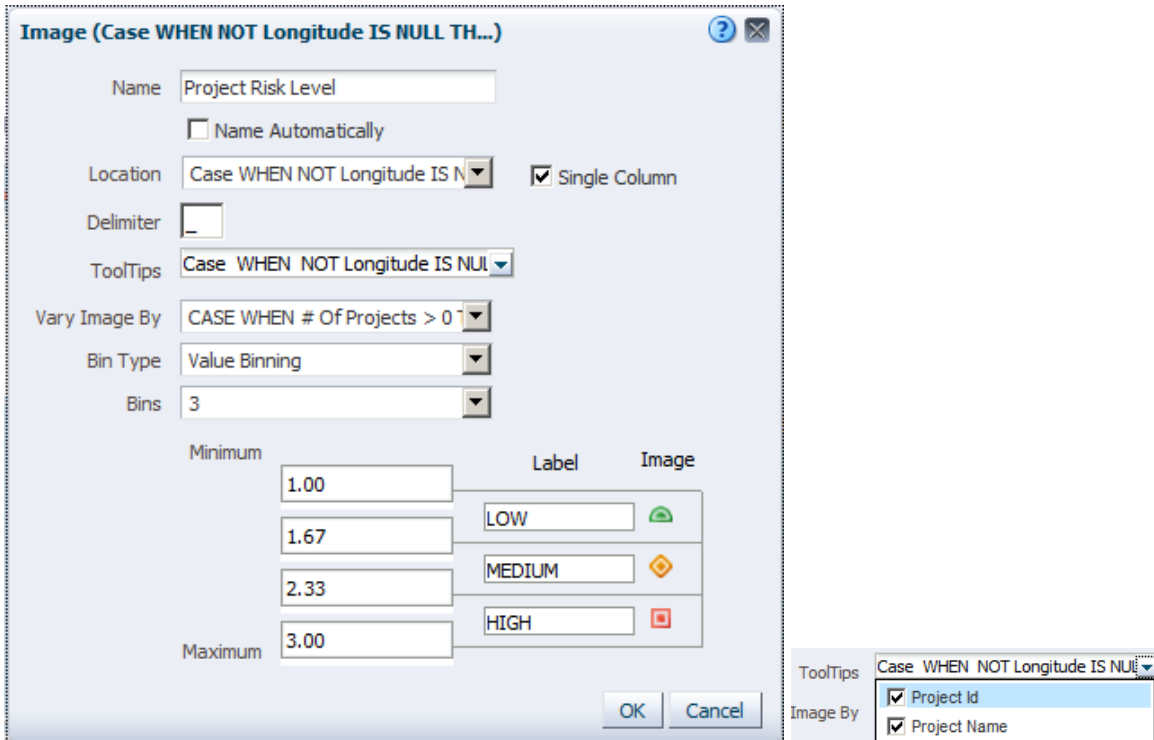 Image (Case WHEN NOT Longitude IS NULL TH...)
Name Project Risk Level
Name Automatically
Location Case WHEN NOT Longitude IS N Single Column
Delimiter _
ToolTips Case WHEN NOT Longitude IS NUL
Vary Image By CASE WHEN # Of Projects > 0 T
Bin Type Value Binning
Bins 3
Minimum Label Image
1.00
LOW
1.67
MEDIUM
2.33
HIGH
3.00
Maximum
OK Cancel
ToolTips Case WHEN NOT Longitude IS NUL
Project Id
Image By
Project Name